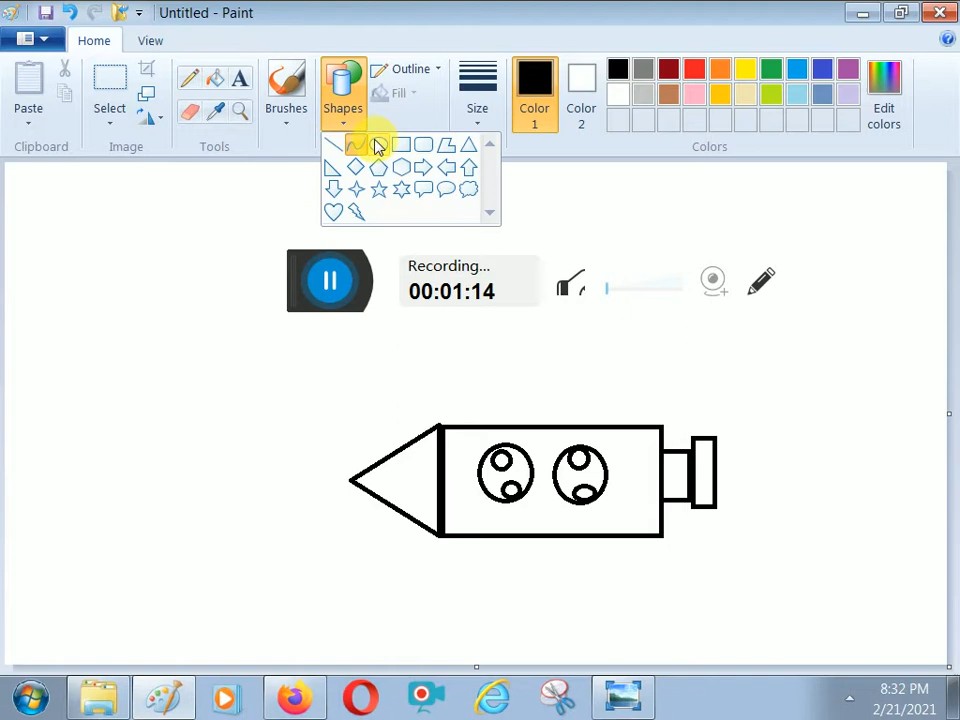 Untitled - Paint
Home
View
Paste
Select
Brushes
Shapes
Outline
Fill
Size
Color
1
Color
2
Edit
colors
Clipboard
Image
Tools
Colors
Recording...
00:01:14
8:32 PM
2/21/2021